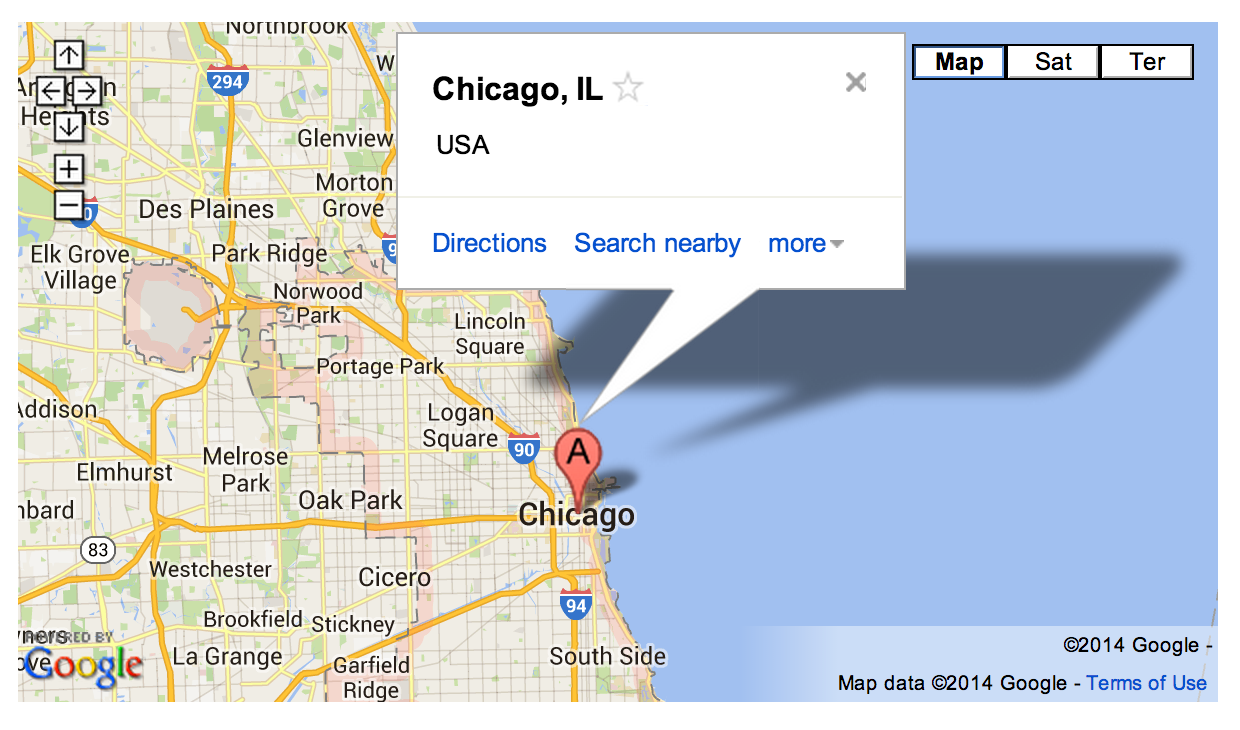 Northbrook
294
Arlington
Heights
Glenview
Morton
Grove
Des Plaines
Elk Grove
Village
Park Ridge
Norwood
Park
Lincoln
Square
Portage Park
Addison
Logan
Square
90
Melrose
Park
Elmhurst
Oak Park
Chicago
A
83
Westchester
Cicero
94
Brookfield
Stickney
La Grange
Garfield
Ridge
South Side
POWERED BY
Google
Chicago, IL
USA
Directions
Search nearby
more
Map
Sat
Ter
©2014 Google -
Map data ©2014 Google - Terms of Use